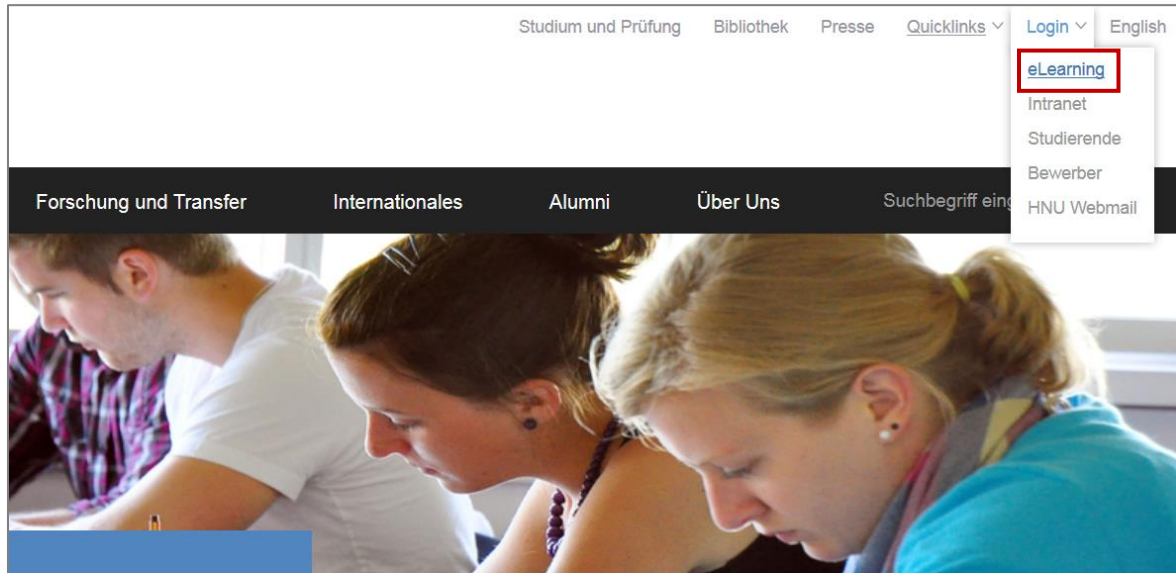 Studium und Prüfung Bibliothek Presse Quicklinks Login English
eLearning
Intranet
Studierende
Bewerber
HNU Webmail
Forschung und Transfer Internationales Alumni Über Uns Suchbegriff